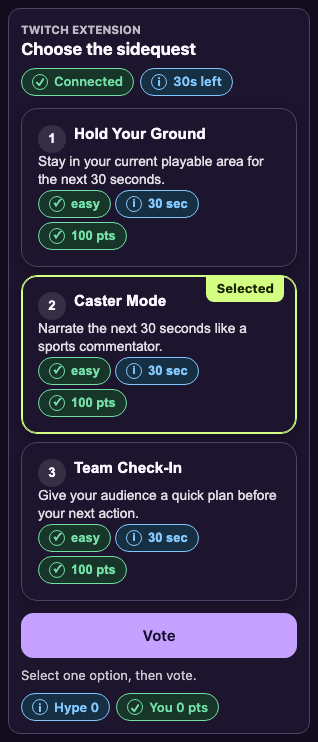 TWITCH EXTENSION
Choose the sidequest
Connected
30s left
1
Hold Your Ground
Stay in your current playable area for
the next 30 seconds.
easy
30 sec
100 pts
Selected
2
Caster Mode
Narrate the next 30 seconds like a
sports commentator.
easy
30 sec
100 pts
3
Team Check-In
Give your audience a quick plan before
your next action.
easy
30 sec
100 pts
Vote
Select one option, then vote.
Hype 0
You 0 pts